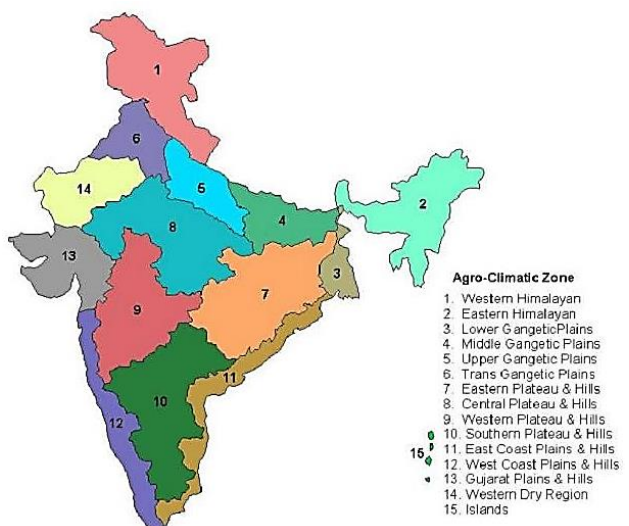 1
6
14
5
2
8
4
13
3
7
9
11
10
12
15
Agro-Climatic Zone
1. Western Himalayan
2. Eastern Himalayan
3. Lower GangeticPlains
4. Middle Gangetic Plains
5. Upper Gangetic Plains
6. Trans Gangetic Plains
7. Eastern Plateau & Hills
8. Central Plateau & Hills
9. Western Plateau & Hills
10. Southern Plateau & Hills
11. East Coast Plains & Hills
12. West Coast Plains & Hills
13. Gujarat Plains & Hills
14. Western Dry Region
15. Islands